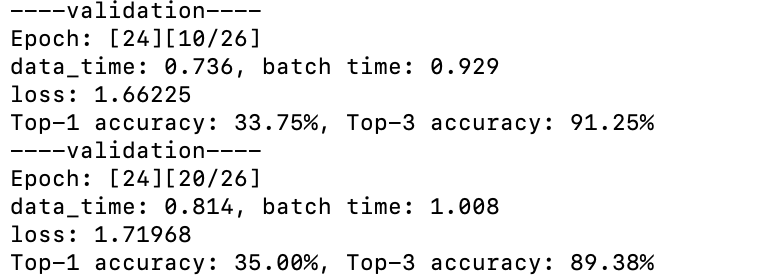 ----validation----
Epoch: [24][10/26]
data_time: 0.736, batch time: 0.929
loss: 1.66225
Top-1 accuracy: 33.75%, Top-3 accuracy: 91.25%
----validation----
Epoch: [24][20/26]
data_time: 0.814, batch time: 1.008
loss: 1.71968
Top-1 accuracy: 35.00%, Top-3 accuracy: 89.38%